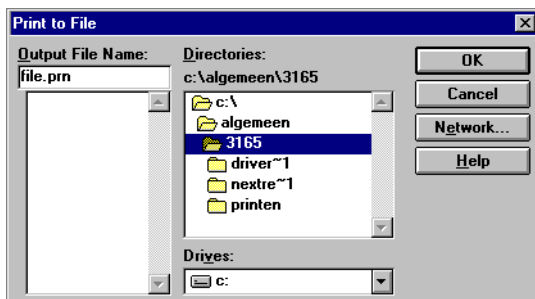 Print to File
Output File Name:
file.prn
Directories:
c:\algemeen\3165
c:\
algemeen
3165
driver~1
nextre~1
printen
Drives:
c:
OK
Cancel
Network...
Help